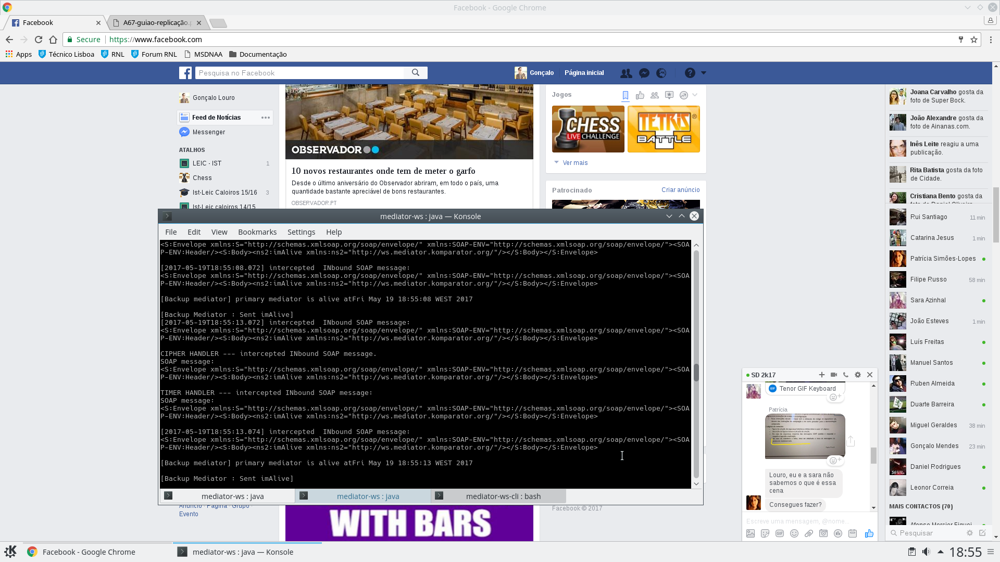 Facebook - Google Chrome
Facebook
A67-guiao-replicação.p
Secure https://www.facebook.com
Apps Técnico Lisboa RNL Forum RNL MSDNAA Documentação
Pesquisa no Facebook
Gonçalo Página inicial
Gonçalo Louro
Feed de Notícias
Messenger
ATALHOS
LEIC - IST 1
Chess
Ist-Leic Caloiros 15/16 3
Ist-Leic caloiros 14/15
OBSERVADOR
10 novos restaurantes onde tem de meter o garfo
Desde o último aniversário do Observador abriram, em todo o país, uma
quantidade bastante apreciável de bons restaurantes.
OBSERVADOR.PT
Jogos
CHESS
LIVE CHALLENGE
TETRIS
BATTLE
Ver mais
Patrocinado Criar anúncio
Joana Carvalho gosta da
foto de Super Bock.
João Alexandre gosta da
foto de Ainanas.com.
Inês Leite reagiu a uma
publicação.
Rita Batista gosta da foto
de Cidade.
Cristiana Bento gosta da
mediator-ws : java — Konsole
File Edit View Bookmarks Settings Help
<S:Envelope xmlns:S="http://schemas.xmlsoap.org/soap/envelope/" xmlns:SOAP-ENV="http://schemas.xmlsoap.org/soap/envelope/"><SOA
P-ENV:Header/><S:Body><ns2:imAlive xmlns:ns2="http://ws.mediator.komparator.org/"/></S:Body></S:Envelope>
[2017-05-19T18:55:08.072] intercepted  INbound SOAP message:
<S:Envelope xmlns:S="http://schemas.xmlsoap.org/soap/envelope/" xmlns:SOAP-ENV="http://schemas.xmlsoap.org/soap/envelope/"><SOA
P-ENV:Header/><S:Body><ns2:imAlive xmlns:ns2="http://ws.mediator.komparator.org/"/></S:Body></S:Envelope>
[Backup mediator] primary mediator is alive atFri May 19 18:55:08 WEST 2017
[Backup Mediator : Sent imAlive]
[2017-05-19T18:55:13.072] intercepted  INbound SOAP message:
<S:Envelope xmlns:S="http://schemas.xmlsoap.org/soap/envelope/" xmlns:SOAP-ENV="http://schemas.xmlsoap.org/soap/envelope/"><SOA
P-ENV:Header/><S:Body><ns2:imAlive xmlns:ns2="http://ws.mediator.komparator.org/"/></S:Body></S:Envelope>
CIPHER HANDLER --- intercepted INbound SOAP message.
SOAP message:
<S:Envelope xmlns:S="http://schemas.xmlsoap.org/soap/envelope/" xmlns:SOAP-ENV="http://schemas.xmlsoap.org/soap/envelope/"><SOA
P-ENV:Header/><S:Body><ns2:imAlive xmlns:ns2="http://ws.mediator.komparator.org/"/></S:Body></S:Envelope>
TIMER HANDLER --- intercepted INbound SOAP message:
SOAP message:
<S:Envelope xmlns:S="http://schemas.xmlsoap.org/soap/envelope/" xmlns:SOAP-ENV="http://schemas.xmlsoap.org/soap/envelope/"><SOA
P-ENV:Header/><S:Body><ns2:imAlive xmlns:ns2="http://ws.mediator.komparator.org/"/></S:Body></S:Envelope>
[2017-05-19T18:55:13.074] intercepted  INbound SOAP message:
<S:Envelope xmlns:S="http://schemas.xmlsoap.org/soap/envelope/" xmlns:SOAP-ENV="http://schemas.xmlsoap.org/soap/envelope/"><SOA
P-ENV:Header/><S:Body><ns2:imAlive xmlns:ns2="http://ws.mediator.komparator.org/"/></S:Body></S:Envelope>
[Backup mediator] primary mediator is alive atFri May 19 18:55:13 WEST 2017
[Backup Mediator : Sent imAlive]
mediator-ws : java
mediator-ws : java
mediator-ws-cli : bash
Anúncio · Página · Grupo ·
Evento
WITH BARS
Facebook © 2017
Rui Santiago 11 min
Catarina Jesus 1 min
Patrícia Simões-Lopes
Filipe Russo 58 min
Sara Azinhal
João Esteves 1 min
Luís Freitas
Manuel Santos
Ruben Almeida
Duarte Barreira
Miguel Geraldes 38 min
Gonçalo Mendes 23 min
Daniel Rodrigues
Leonor Correia
MAIS CONTACTOS (70)
Afonso Mercier Figuei
Pesquisar
SD 2k17
GIF Tenor GIF Keyboard
Patrícia
Louro, eu e a sara não
sabemos o que é essa
cena
Consegues fazer?
Escreve uma mensagem, @nome...
GIF
Facebook - Google Chrome
mediator-ws : java — Konsole
18:55